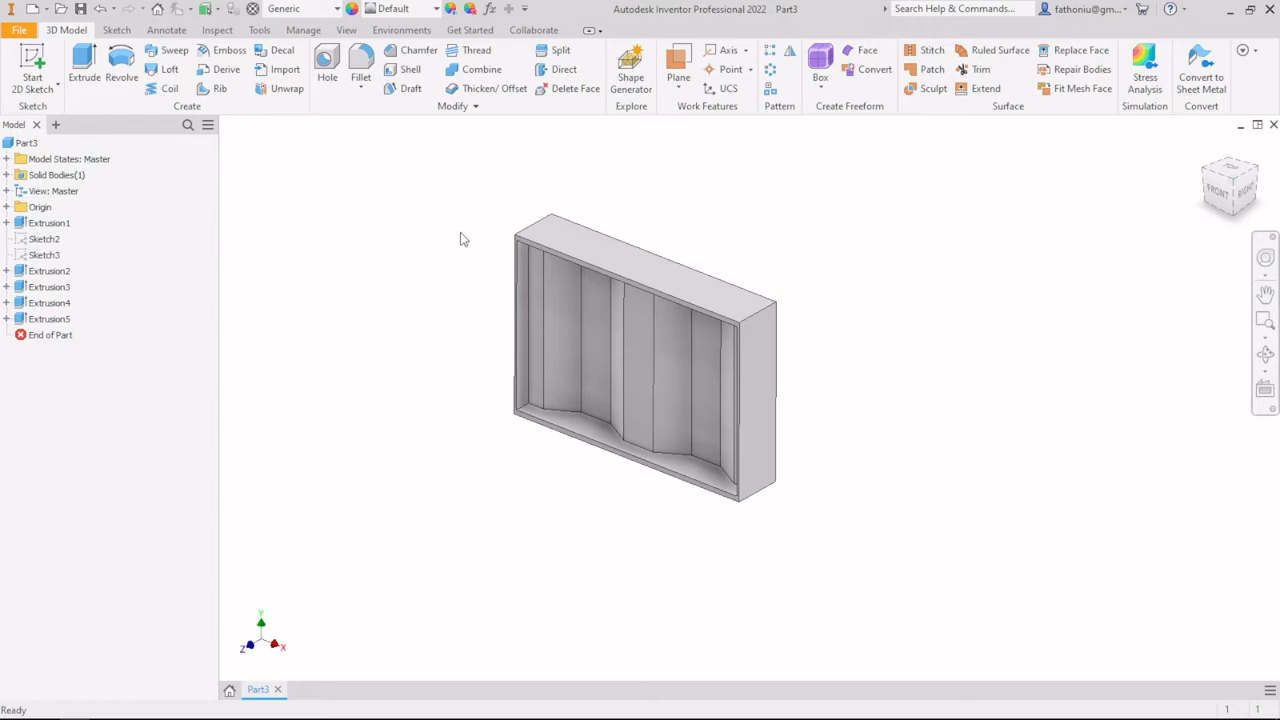 Generic Default Autodesk Inventor Professional 2022 Part3 Search Help & Commands... fathoniu@gm...
File 3D Model Sketch Annotate Inspect Tools Manage View Environments Get Started Collaborate
Start
2D Sketch
Extrude
Revolve
Sweep
Loft
Coil
Emboss
Derive
Rib
Decal
Import
Unwrap
Hole
Fillet
Chamfer
Shell
Draft
Thread
Combine
Thicken/ Offset
Split
Direct
Delete Face
Shape
Generator
Plane
Axis
Point
UCS
Box
Face
Convert
Stitch
Patch
Sculpt
Ruled Surface
Trim
Extend
Replace Face
Repair Bodies
Fit Mesh Face
Stress
Analysis
Convert to
Sheet Metal
Sketch Create Modify Explore Work Features Pattern Create Freeform Surface Simulation Convert
Model
Part3
Model States: Master
Solid Bodies(1)
View: Master
Origin
Extrusion1
Sketch2
Sketch3
Extrusion2
Extrusion3
Extrusion4
Extrusion5
End of Part
FRONT RIGHT
Y
Z X
Part3
Ready 1 1